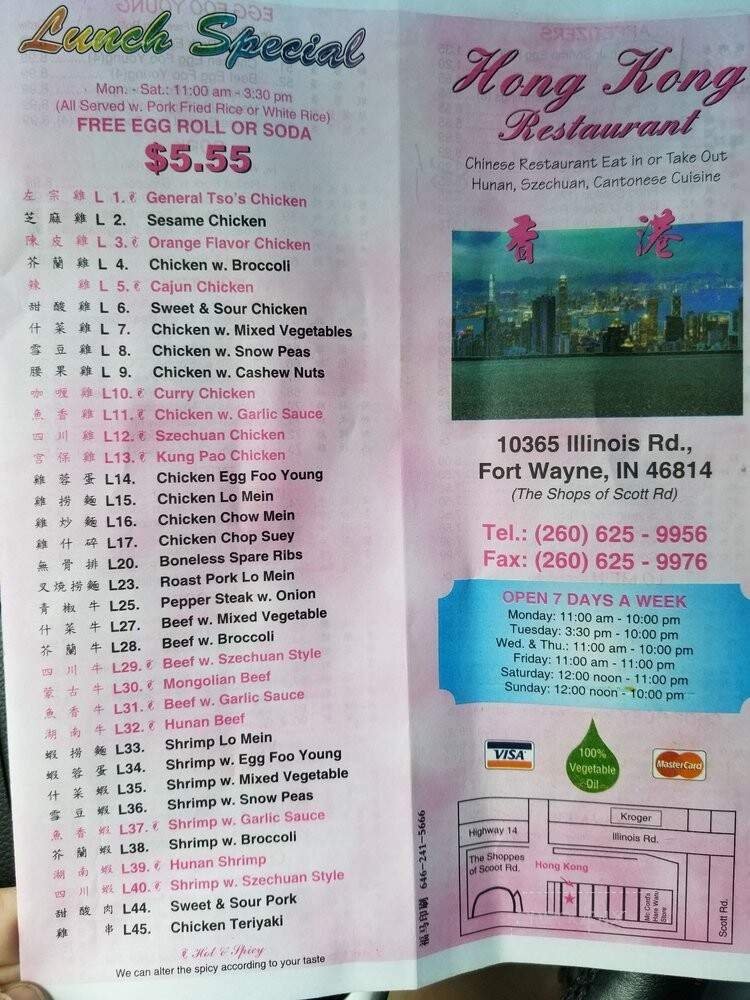 Lunch Special
Mon. - Sat.: 11:00 am - 3:30 pm
(All Served w. Pork Fried Rice or White Rice)
FREE EGG ROLL OR SODA
$5.55
左宗雞 L 1. General Tso's Chicken
芝麻雞 L 2. Sesame Chicken
陳皮雞 L 3. Orange Flavor Chicken
芥蘭雞 L 4. Chicken w. Broccoli
辣雞 L 5. Cajun Chicken
甜酸雞 L 6. Sweet & Sour Chicken
什菜雞 L 7. Chicken w. Mixed Vegetables
雪豆雞 L 8. Chicken w. Snow Peas
腰果雞 L 9. Chicken w. Cashew Nuts
咖喱雞 L10. Curry Chicken
魚香雞 L11. Chicken w. Garlic Sauce
四川雞 L12. Szechuan Chicken
宮保雞 L13. Kung Pao Chicken
雞蓉蛋 L14. Chicken Egg Foo Young
雞撈麵 L15. Chicken Lo Mein
雞炒麵 L16. Chicken Chow Mein
雞什碎 L17. Chicken Chop Suey
無骨排 L20. Boneless Spare Ribs
叉燒撈麵 L23. Roast Pork Lo Mein
青椒牛 L25. Pepper Steak w. Onion
什菜牛 L27. Beef w. Mixed Vegetable
芥蘭牛 L28. Beef w. Broccoli
四川牛 L29. Beef w. Szechuan Style
蒙古牛 L30. Mongolian Beef
魚香牛 L31. Beef w. Garlic Sauce
湖南牛 L32. Hunan Beef
蝦撈麵 L33. Shrimp Lo Mein
蝦蓉蛋 L34. Shrimp w. Egg Foo Young
什菜蝦 L35. Shrimp w. Mixed Vegetable
雪豆蝦 L36. Shrimp w. Snow Peas
魚香蝦 L37. Shrimp w. Garlic Sauce
芥蘭蝦 L38. Shrimp w. Broccoli
湖南蝦 L39. Hunan Shrimp
四川蝦 L40. Shrimp w. Szechuan Style
甜酸肉 L44. Sweet & Sour Pork
雞串 L45. Chicken Teriyaki
Hot & Spicy
We can alter the spicy according to your taste
Hong Kong
Restaurant
Chinese Restaurant Eat in or Take Out
Hunan, Szechuan, Cantonese Cuisine
香港
10365 Illinois Rd.,
Fort Wayne, IN 46814
(The Shops of Scott Rd)
Tel.: (260) 625 - 9956
Fax: (260) 625 - 9976
OPEN 7 DAYS A WEEK
Monday: 11:00 am - 10:00 pm
Tuesday: 3:30 pm - 10:00 pm
Wed. & Thu.: 11:00 am - 10:00 pm
Friday: 11:00 am - 11:00 pm
Saturday: 12:00 noon - 11:00 pm
Sunday: 12:00 noon - 10:00 pm
VISA
100%
Vegetable
Oil
MasterCard
Kroger
Highway 14
Illinois Rd.
The Shoppes
of Scoot Rd.
Hong Kong
Store
Scott Rd.
646-241-5666